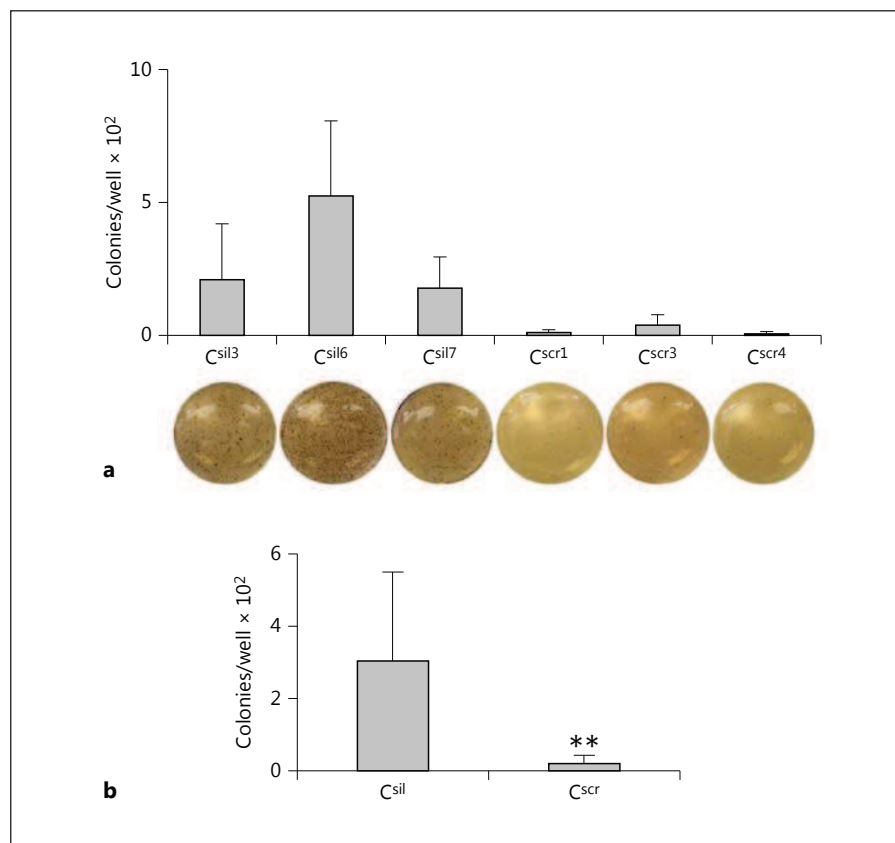 10
5
0
Colonies/well × 10²
Cˢⁱˡ³ Cˢⁱˡ⁶ Cˢⁱˡ⁷ Cˢᶜʳ¹ Cˢᶜʳ³ Cˢᶜʳ⁴
a
6
4
2
0
Colonies/well × 10²
**
Cˢⁱˡ Cˢᶜʳ
b